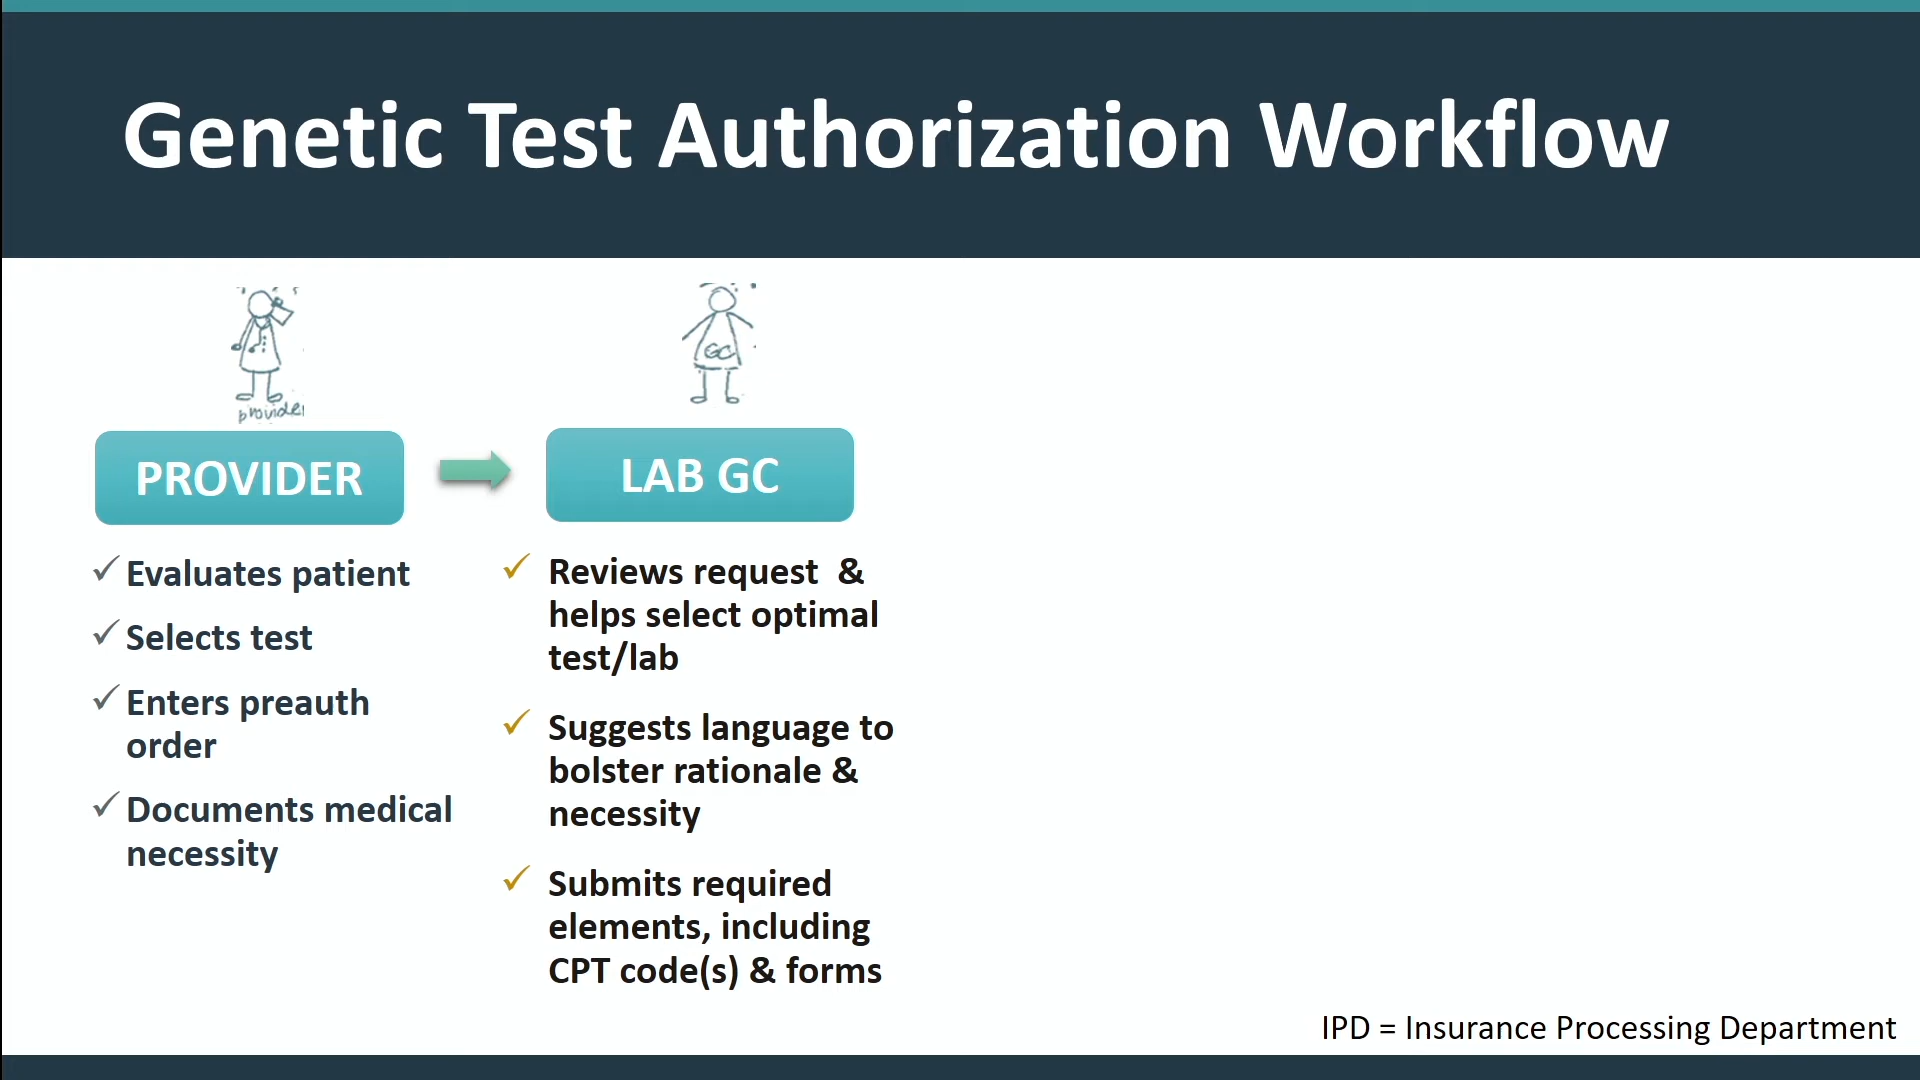 Genetic Test Authorization Workflow
provider
GC
PROVIDER
LAB GC
Evaluates patient
Selects test
Enters preauth
order
Documents medical
necessity
Reviews request  &
helps select optimal
test/lab
Suggests language to
bolster rationale &
necessity
Submits required
elements, including
CPT code(s) & forms
IPD = Insurance Processing Department